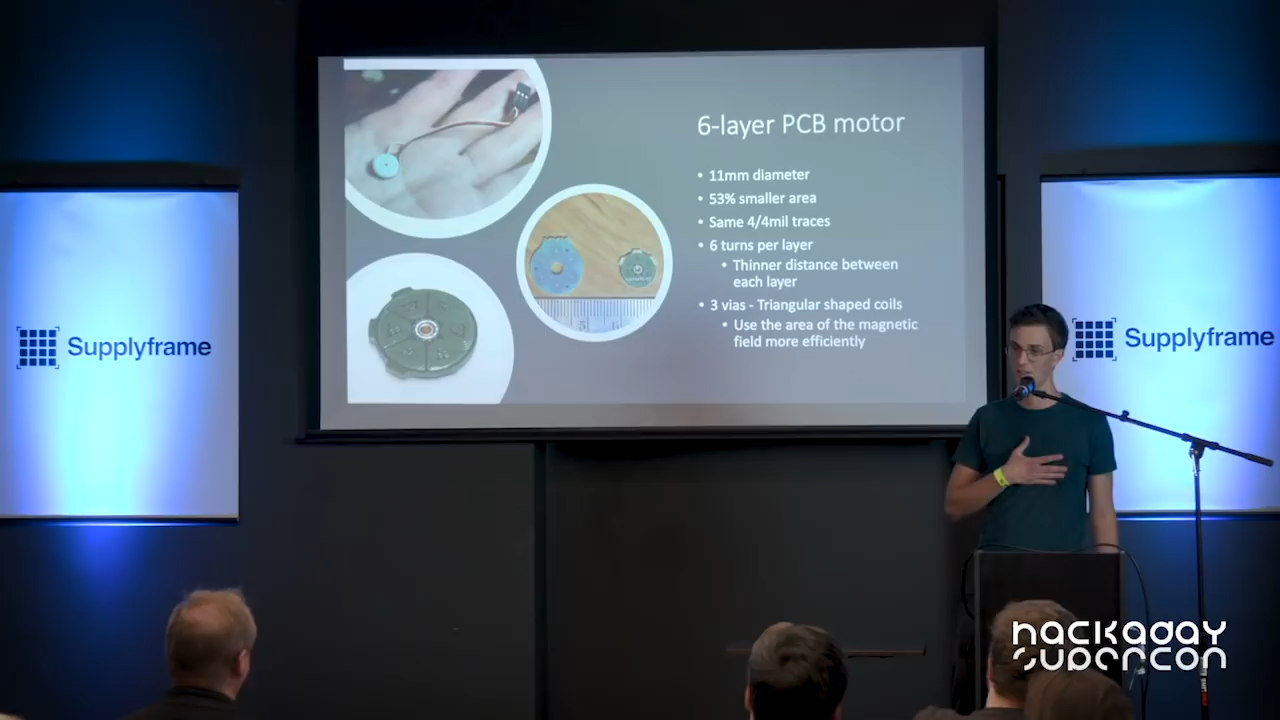 6-layer PCB motor
• 11mm diameter
• 53% smaller area
• Same 4/4mil traces
• 6 turns per layer
• Thinner distance between
each layer
• 3 vias - Triangular shaped coils
• Use the area of the magnetic
field more efficiently
5
6
Supplyframe
Supplyframe
hackaday
supercon